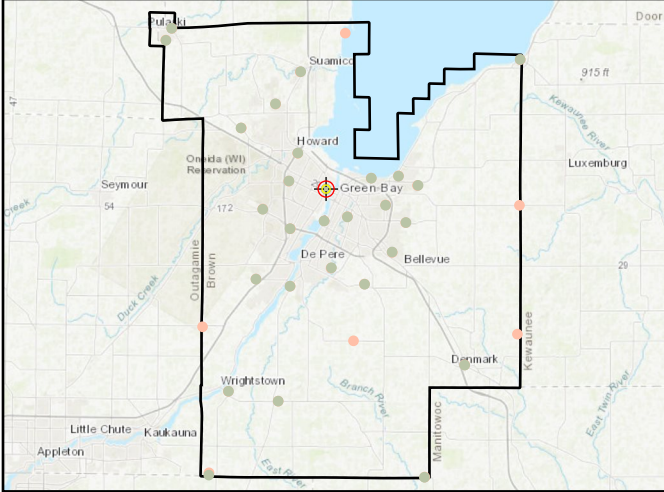 Pulaski
Door
Suamico
915 ft
47
Kewaunee River
Howard
Oneida (WI)
Reservation
Luxemburg
Seymour
Green Bay
Creek
54
172
De Pere
Bellevue
29
Outagamie
Brown
Duck Creek
Kewaunee
Denmark
Wrightstown
Branch River
East Twin River
Manitowoc
Little Chute
Kaukauna
Appleton
East River